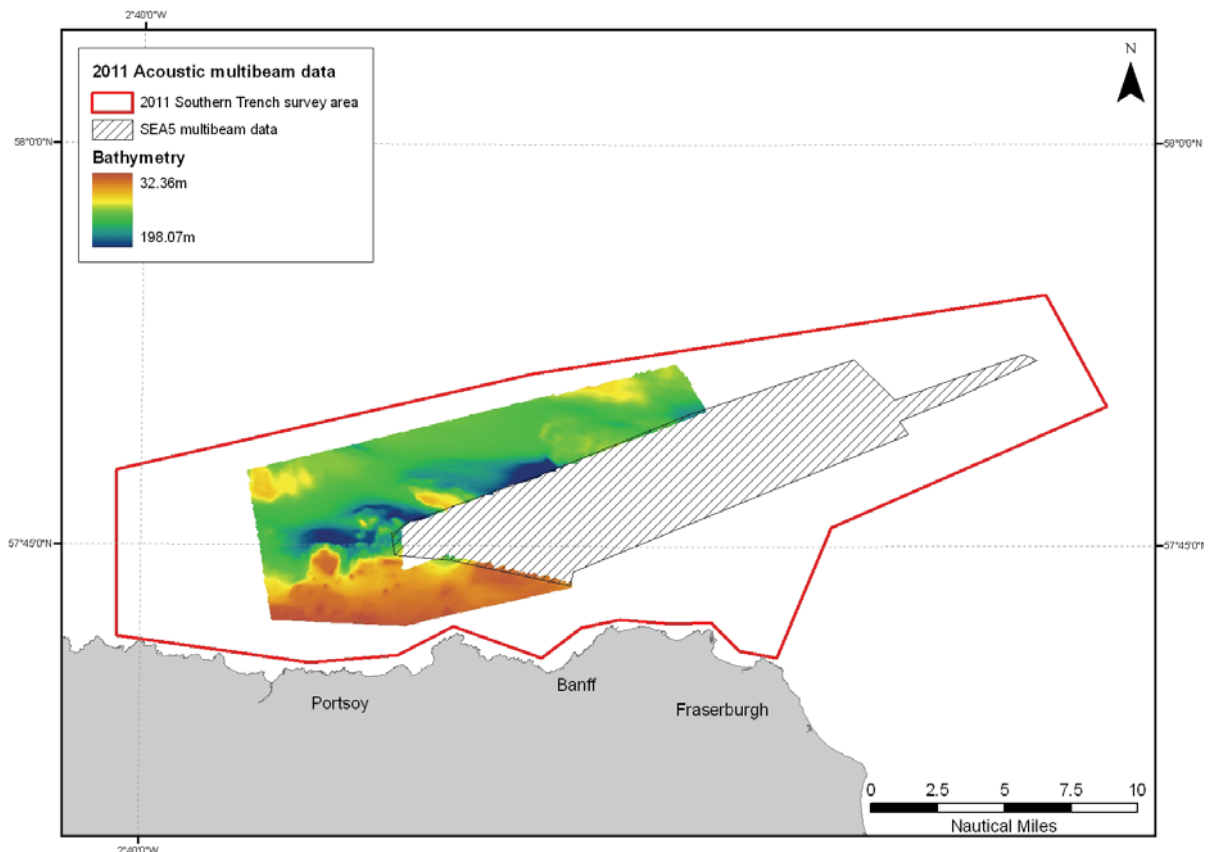 2°40'0"W
2011 Acoustic multibeam data
2011 Southern Trench survey area
SEA5 multibeam data
Bathymetry
32.36m
198.07m
N
58°0'0"N
58°0'0"N
57°45'0"N
57°45'0"N
Portsoy
Banff
Fraserburgh
0 2.5 5 7.5 10
Nautical Miles
2°40'0"W